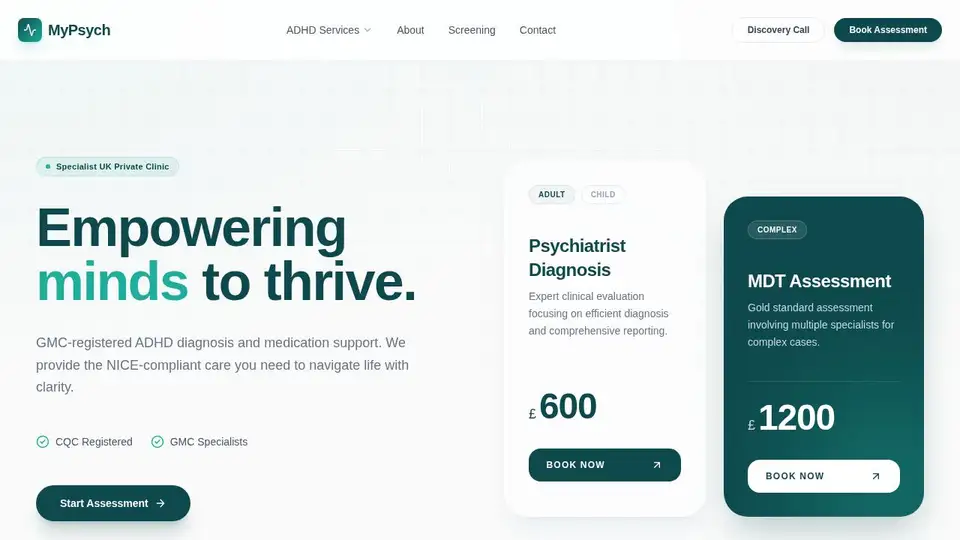 MyPsych
ADHD Services
About
Screening
Contact
Discovery Call
Book Assessment
Specialist UK Private Clinic
Empowering
minds to thrive.
GMC-registered ADHD diagnosis and medication support. We
provide the NICE-compliant care you need to navigate life with
clarity.
CQC Registered
GMC Specialists
Start Assessment
ADULT
CHILD
Psychiatrist
Diagnosis
Expert clinical evaluation
focusing on efficient diagnosis
and comprehensive reporting.
£ 600
BOOK NOW
COMPLEX
MDT Assessment
Gold standard assessment
involving multiple specialists for
complex cases.
£ 1200
BOOK NOW